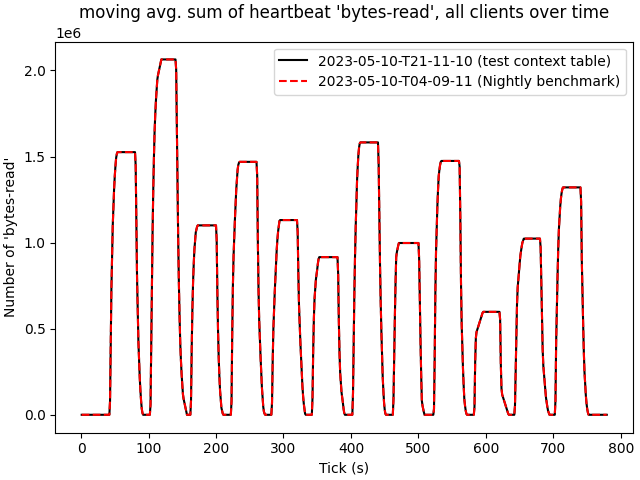 moving avg. sum of heartbeat 'bytes-read', all clients over time
1e6
2023-05-10-T21-11-10 (test context table)
2023-05-10-T04-09-11 (Nightly benchmark)
2.0
1.5
1.0
0.5
0.0
Number of 'bytes-read'
0 100 200 300 400 500 600 700 800
Tick (s)